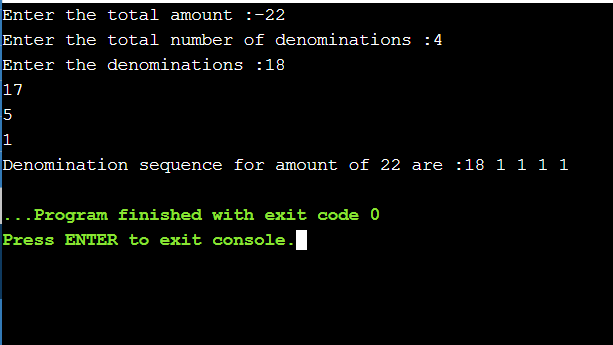 Enter the total amount :-22
Enter the total number of denominations :4
Enter the denominations :18
17
5
1
Denomination sequence for amount of 22 are :18 1 1 1 1
...Program finished with exit code 0
Press ENTER to exit console.